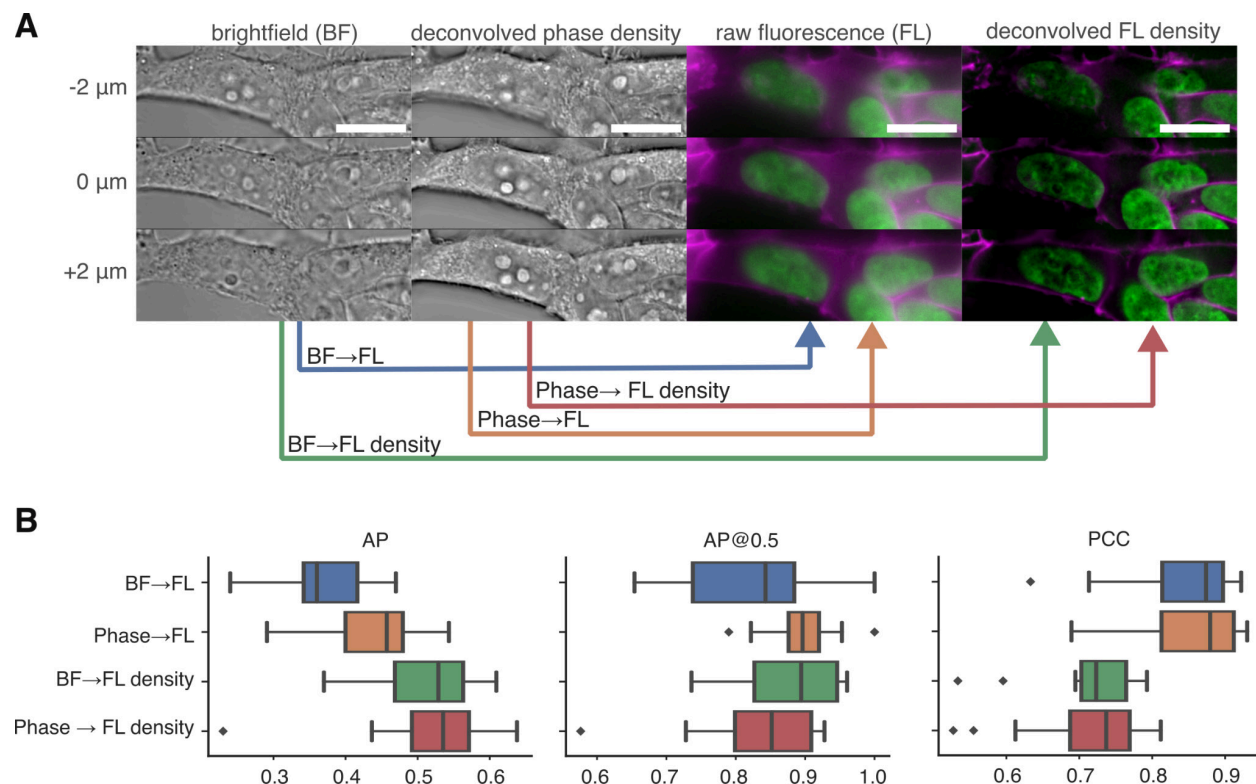 A
brightfield (BF) deconvolved phase density raw fluorescence (FL) deconvolved FL density
-2 μm
0 μm
+2 μm
BF→FL
Phase→ FL density
Phase→FL
BF→FL density
B
AP AP@0.5 PCC
BF→FL
Phase→FL
BF→FL density
Phase → FL density
0.3 0.4 0.5 0.6 0.6 0.7 0.8 0.9 1.0 0.6 0.7 0.8 0.9